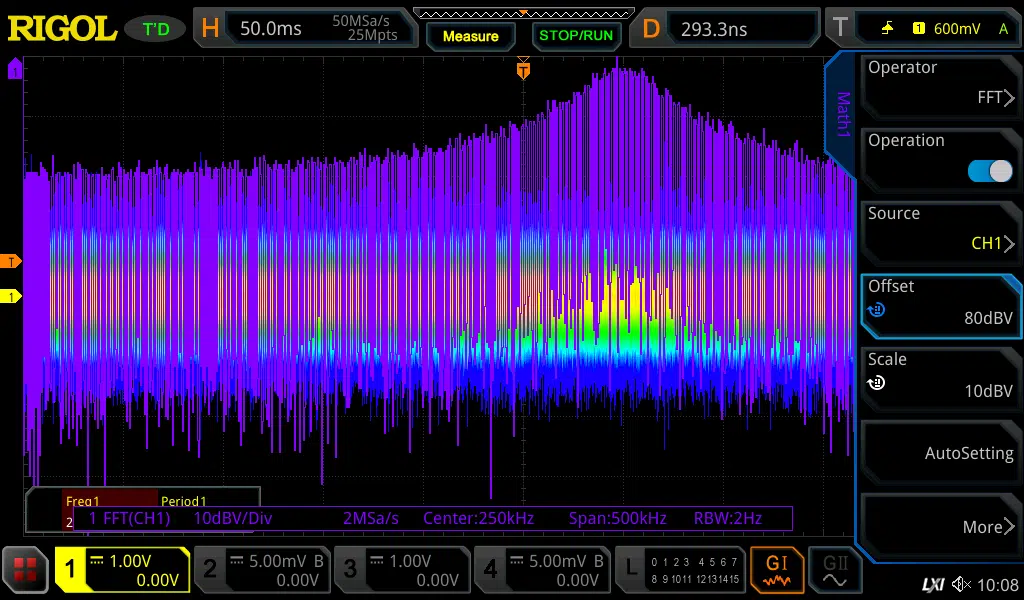 RIGOL T'D H 50.0ms 50MSa/s 25Mpts Measure STOP/RUN D 293.3ns T 1 600mV A
T
1
Math1
Operator
FFT
Operation
Source
CH1
Offset
80dBV
Scale
10dBV
AutoSetting
More
T
1
Freq1 Period1
2
1 FFT(CH1) 10dBV/Div 2MSa/s Center:250kHz Span:500kHz RBW:2Hz
1 1.00V 0.00V
2 5.00mV B 0.00V
3 1.00V 0.00V
4 5.00mV B 0.00V
L 0 1 2 3 4 5 6 7
8 9 10 11 12 13 14 15
GI
GII
LXI 10:08